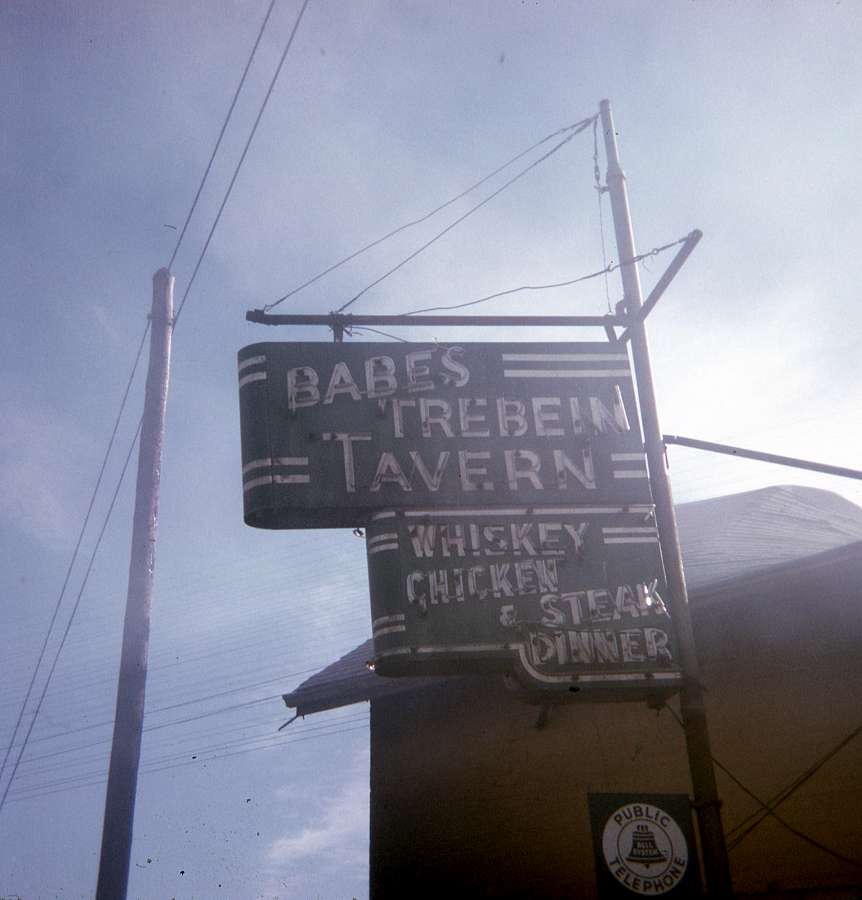 BABES
TREBEIN
TAVERN
WHISKEY
CHICKEN
& STEAK
DINNER
PUBLIC
BELL
SYSTEM
TELEPHONE